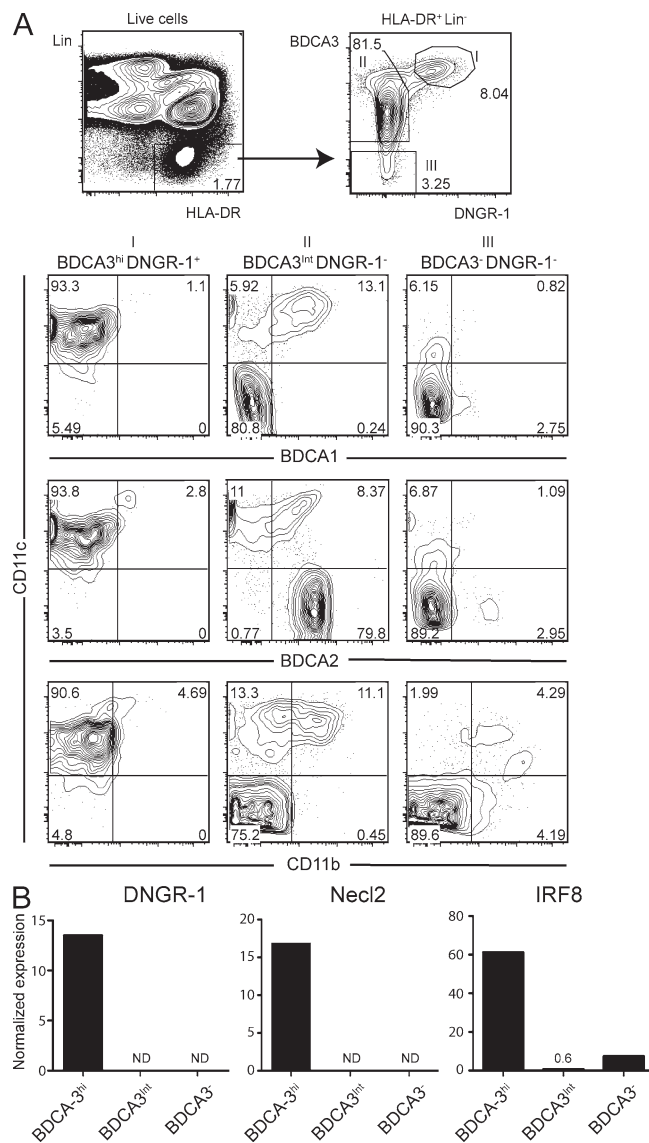 A
Live cells
HLA-DR+ Lin-
Lin
BDCA3
81.5
I
II
8.04
III
3.25
1.77
HLA-DR
DNGR-1
I II III
BDCA3hi DNGR-1+ BDCA3Int DNGR-1- BDCA3- DNGR-1-
93.3 1.1 5.92 13.1 6.15 0.82
5.49 0 80.8 0.24 90.3 2.75
BDCA1
93.8 2.8 11 8.37 6.87 1.09
CD11c
3.5 0 0.77 79.8 89.2 2.95
BDCA2
90.6 4.69 13.3 11.1 1.99 4.29
4.8 0 75.2 0.45 89.6 4.19
CD11b
B
DNGR-1 Necl2 IRF8
Normalized expression
15
10
5
0
ND ND
BDCA-3hi BDCA3Int BDCA3-
20
15
10
5
0
ND ND
BDCA-3hi BDCA3Int BDCA3-
80
60
40
20
0
0.6
BDCA-3hi BDCA3Int BDCA3-